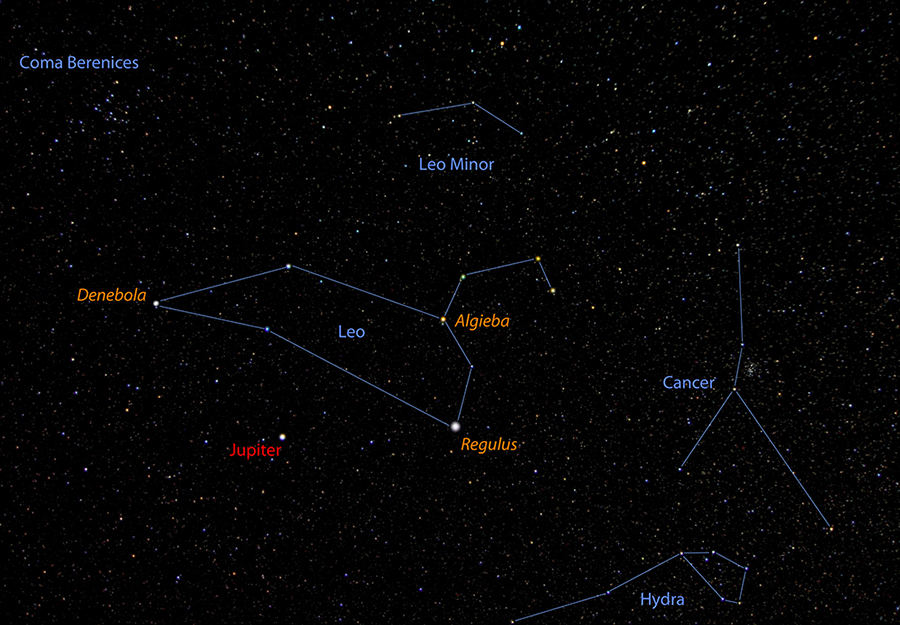 Coma Berenices
Leo Minor
Denebola
Algieba
Leo
Cancer
Regulus
Jupiter
Hydra